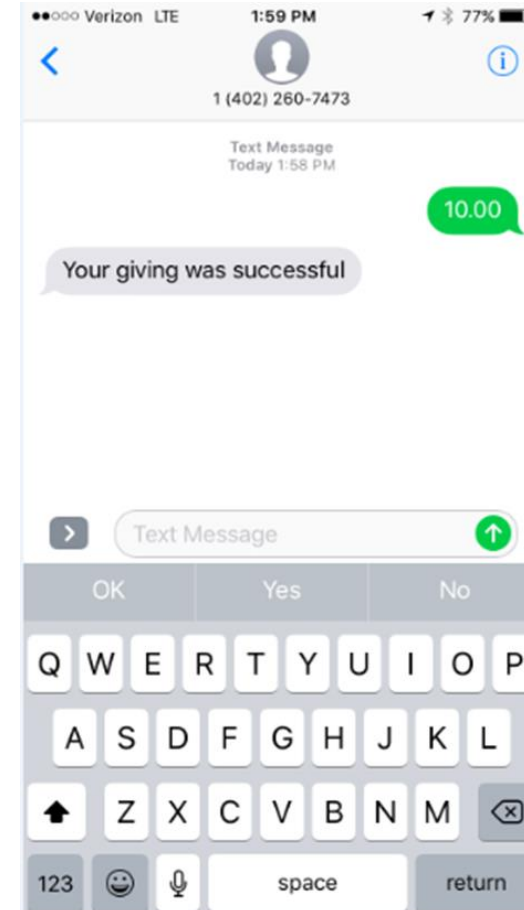 Verizon LTE 1:59 PM 77%
1 (402) 260-7473
Text Message
Today 1:58 PM
10.00
Your giving was successful
Text Message
OK Yes No
Q W E R T Y U I O P
A S D F G H J K L
Z X C V B N M
123 space return